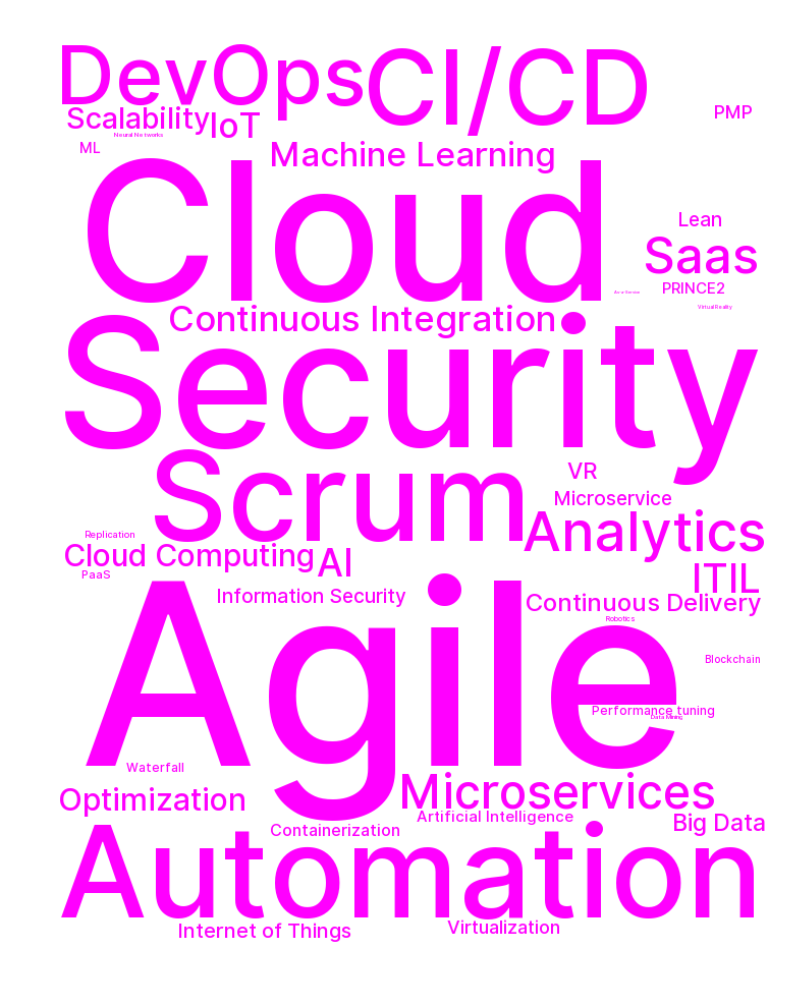 DevOps
CI/CD
Scalability
IoT
PMP
Neural Networks
ML
Machine Learning
Cloud
Lean
Saas
PRINCE2
Virtual Reality
Continuous Integration
Security
Scrum
VR
Microservice
Analytics
Replication
Cloud Computing
AI
PaaS
ITIL
Information Security
Continuous Delivery
Agile
Robotics
Blockchain
Performance tuning
Data Mining
Waterfall
Microservices
Optimization
Artificial Intelligence
Big Data
Containerization
Automation
Internet of Things
Virtualization